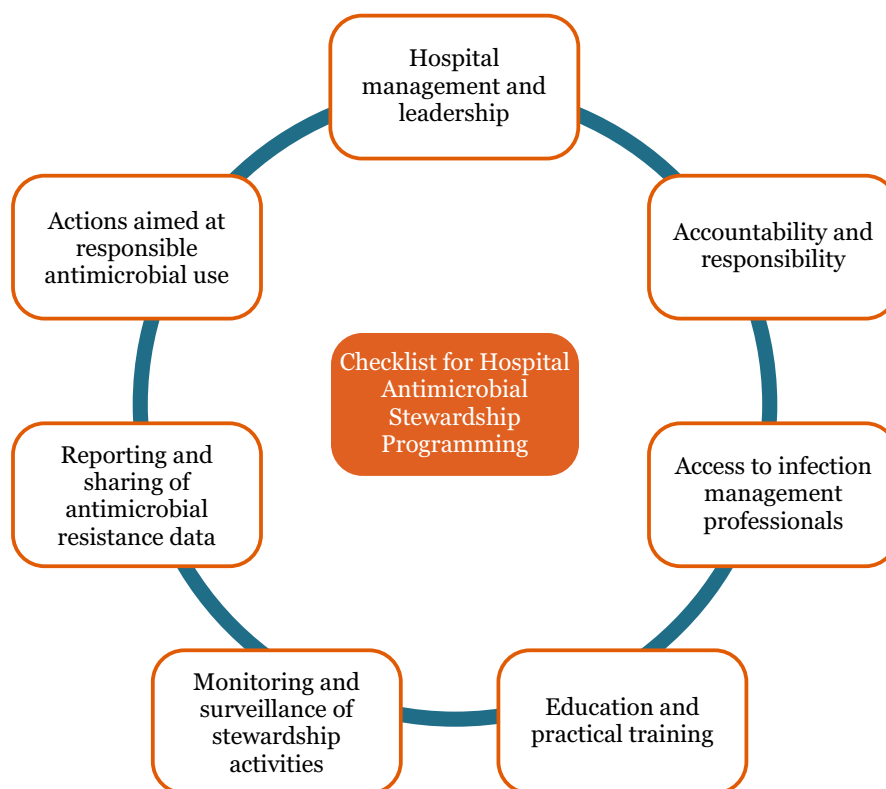 Hospital
management and
leadership
Accountability and
responsibility
Access to infection
management
professionals
Education and
practical training
Monitoring and
surveillance of
stewardship
activities
Reporting and
sharing of
antimicrobial
resistance data
Actions aimed at
responsible
antimicrobial use
Checklist for Hospital
Antimicrobial
Stewardship
Programming